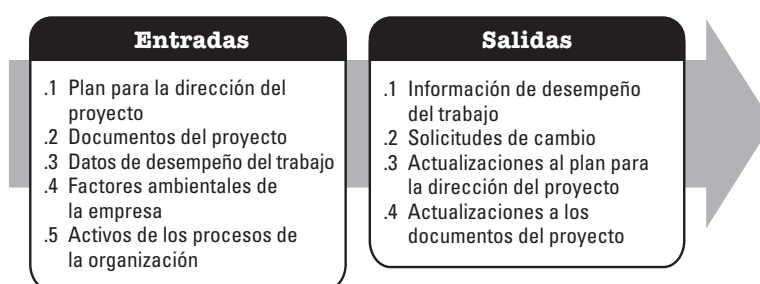 Entradas
.1 Plan para la dirección del
proyecto
.2 Documentos del proyecto
.3 Datos de desempeño del trabajo
.4 Factores ambientales de
la empresa
.5 Activos de los procesos de
la organización
Salidas
.1 Información de desempeño
del trabajo
.2 Solicitudes de cambio
.3 Actualizaciones al plan para
la dirección del proyecto
.4 Actualizaciones a los
documentos del proyecto